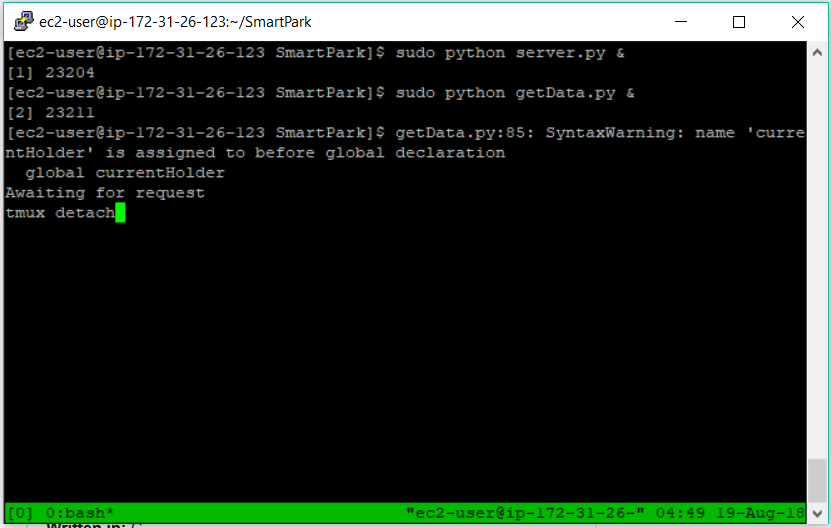 ec2-user@ip-172-31-26-123:~/SmartPark
[ec2-user@ip-172-31-26-123 SmartPark]$ sudo python server.py &
[1] 23204
[ec2-user@ip-172-31-26-123 SmartPark]$ sudo python getData.py &
[2] 23211
[ec2-user@ip-172-31-26-123 SmartPark]$ getData.py:85: SyntaxWarning: name 'curre
ntHolder' is assigned to before global declaration
  global currentHolder
Awaiting for request
tmux detach
[0] 0:bash* "ec2-user@ip-172-31-26-" 04:49 19-Aug-18